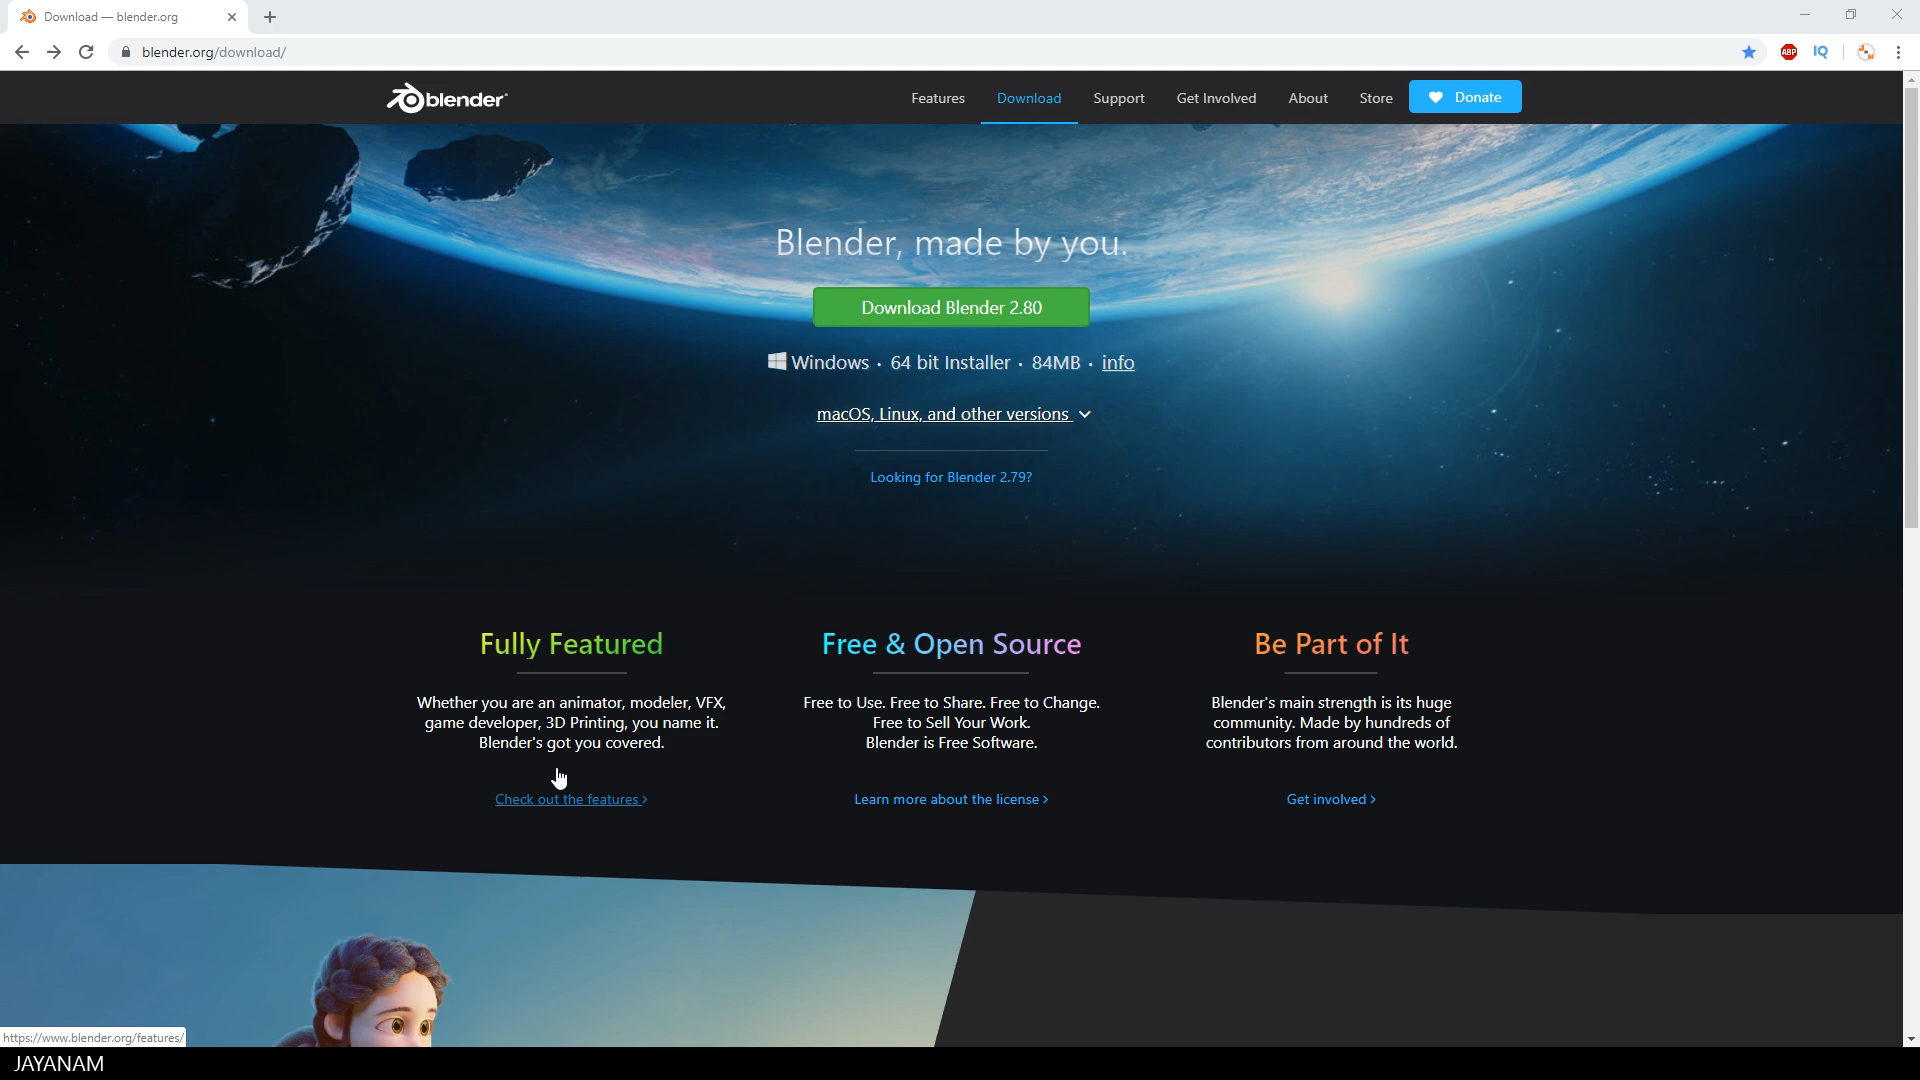 Download — blender.org
blender.org/download/
ABP
IQ
blender
Features
Download
Support
Get Involved
About
Store
Donate
Blender, made by you.
Download Blender 2.80
Windows · 64 bit Installer · 84MB · info
macOS, Linux, and other versions
Looking for Blender 2.79?
Fully Featured
Whether you are an animator, modeler, VFX,
game developer, 3D Printing, you name it.
Blender's got you covered.
Check out the features ›
Free & Open Source
Free to Use. Free to Share. Free to Change.
Free to Sell Your Work.
Blender is Free Software.
Learn more about the license ›
Be Part of It
Blender's main strength is its huge
community. Made by hundreds of
contributors from around the world.
Get involved ›
https://www.blender.org/features/
JAYANAM